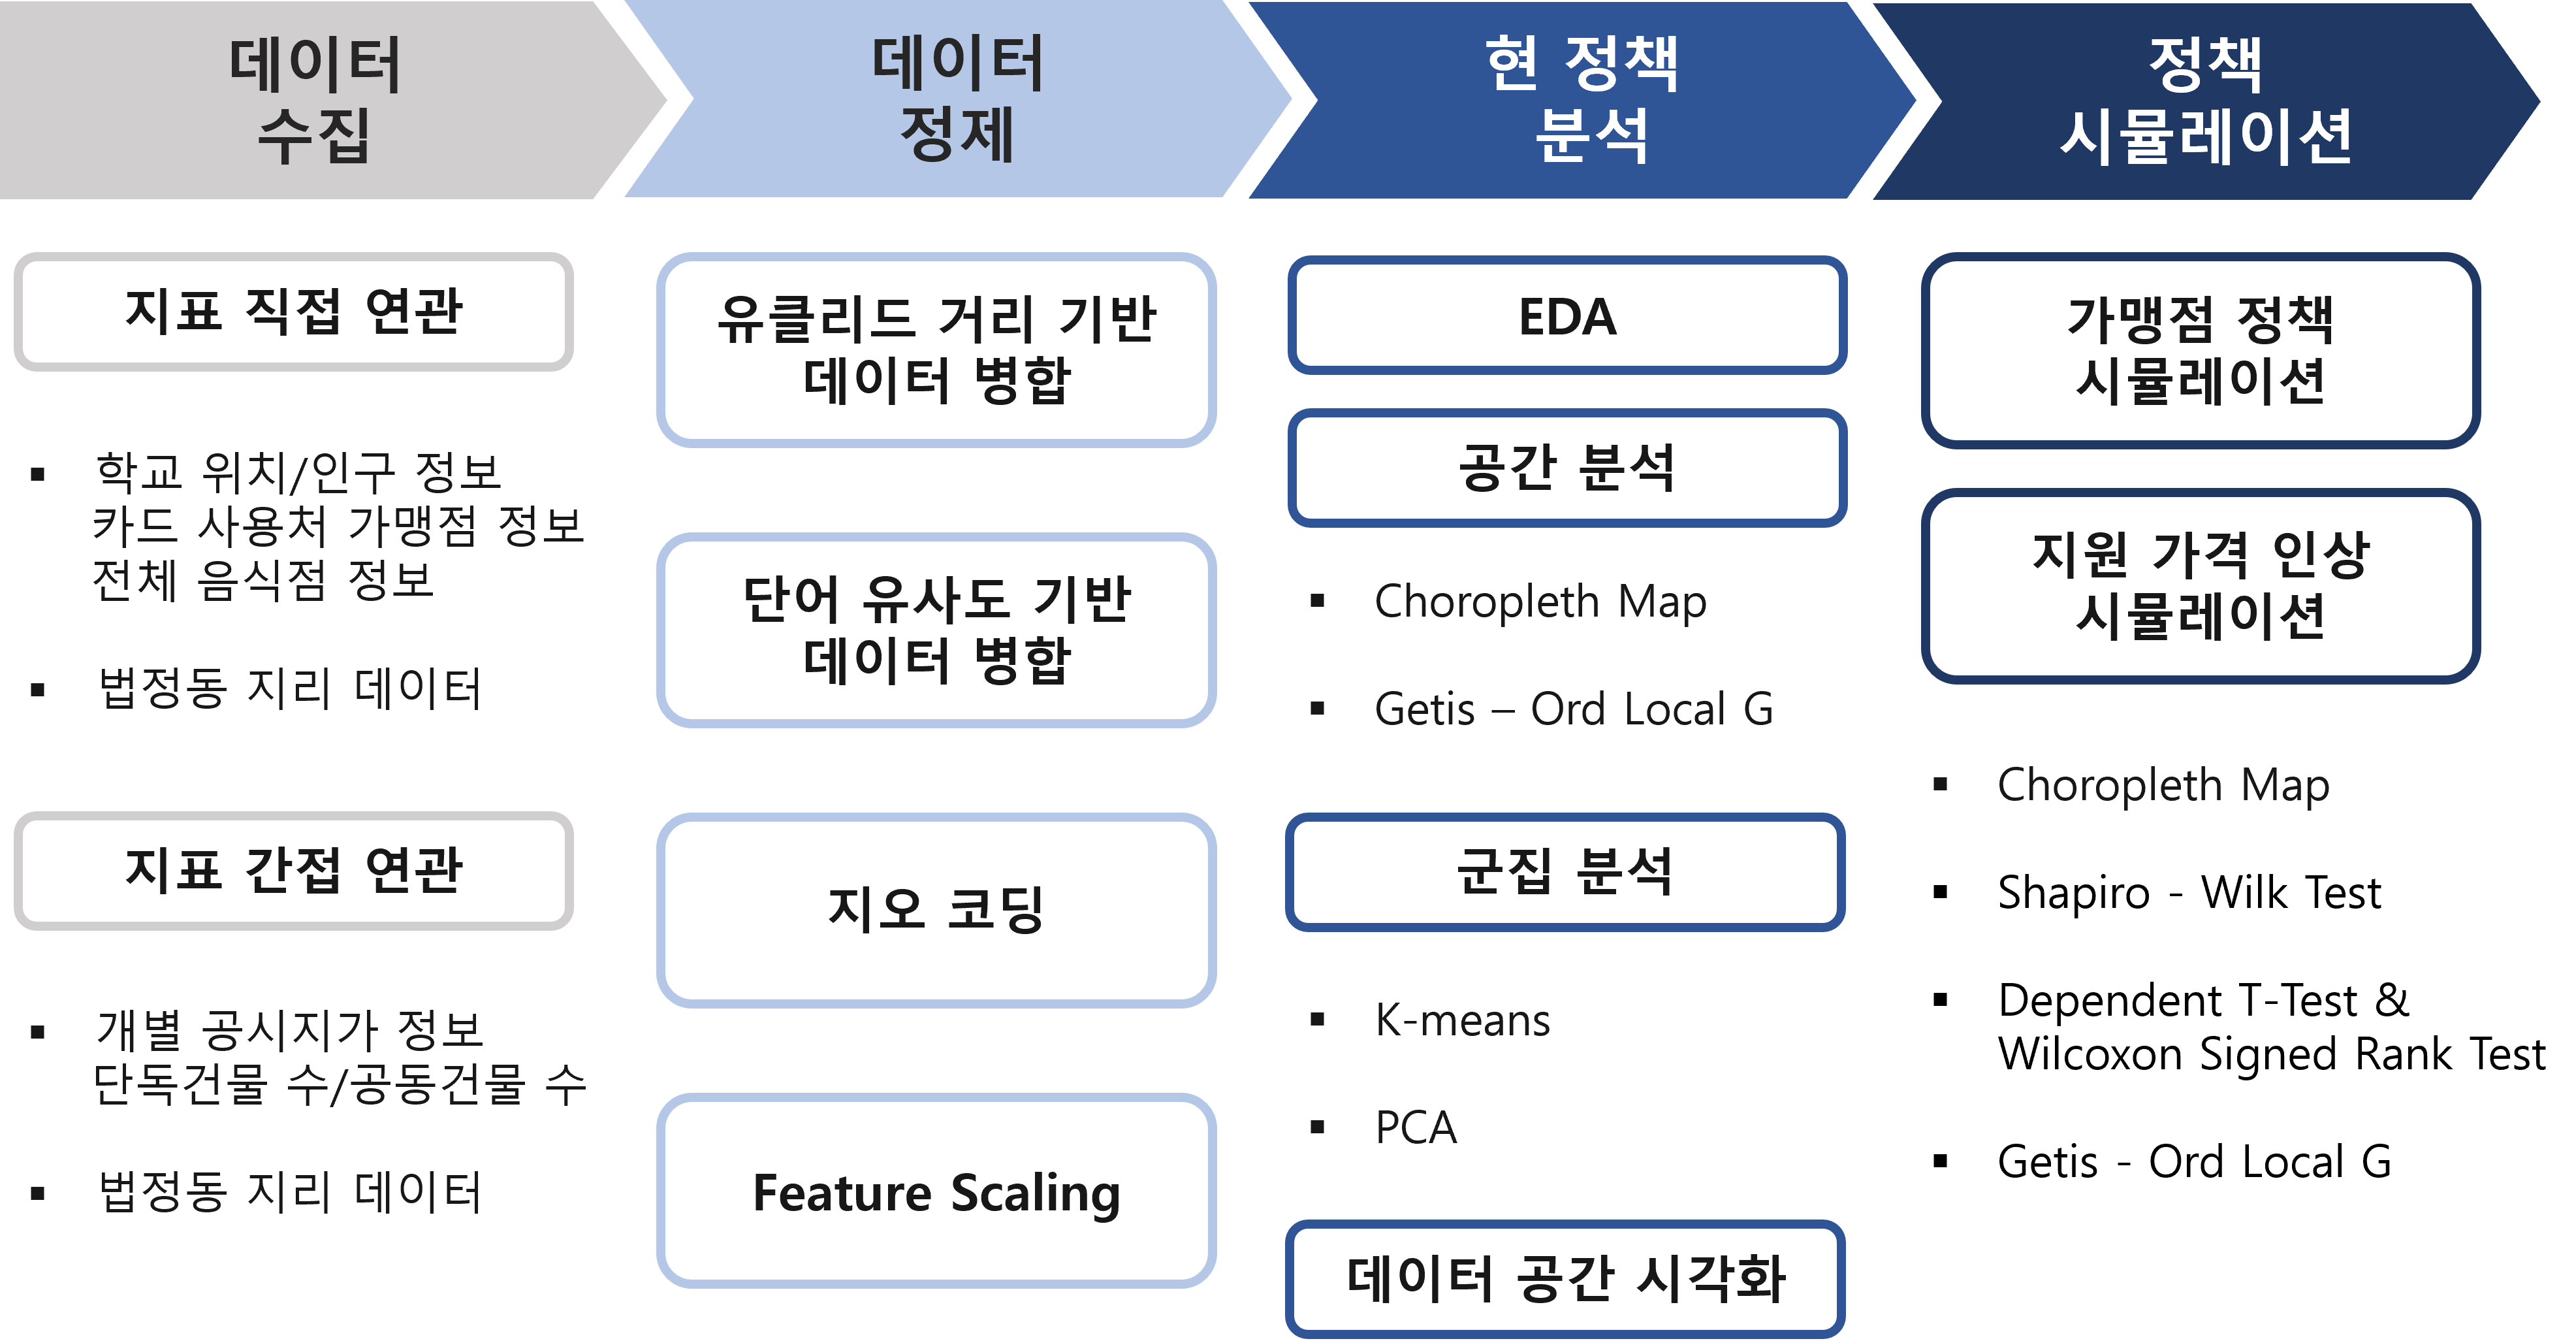 데이터
수집
데이터
정제
현 정책
분석
정책
시뮬레이션
지표 직접 연관
▪ 학교 위치/인구 정보
카드 사용처 가맹점 정보
전체 음식점 정보
▪ 법정동 지리 데이터
지표 간접 연관
▪ 개별 공시지가 정보
단독건물 수/공동건물 수
▪ 법정동 지리 데이터
유클리드 거리 기반
데이터 병합
단어 유사도 기반
데이터 병합
지오 코딩
Feature Scaling
EDA
공간 분석
▪ Choropleth Map
▪ Getis – Ord Local G
군집 분석
▪ K-means
▪ PCA
데이터 공간 시각화
가맹점 정책
시뮬레이션
지원 가격 인상
시뮬레이션
▪ Choropleth Map
▪ Shapiro - Wilk Test
▪ Dependent T-Test &
Wilcoxon Signed Rank Test
▪ Getis - Ord Local G